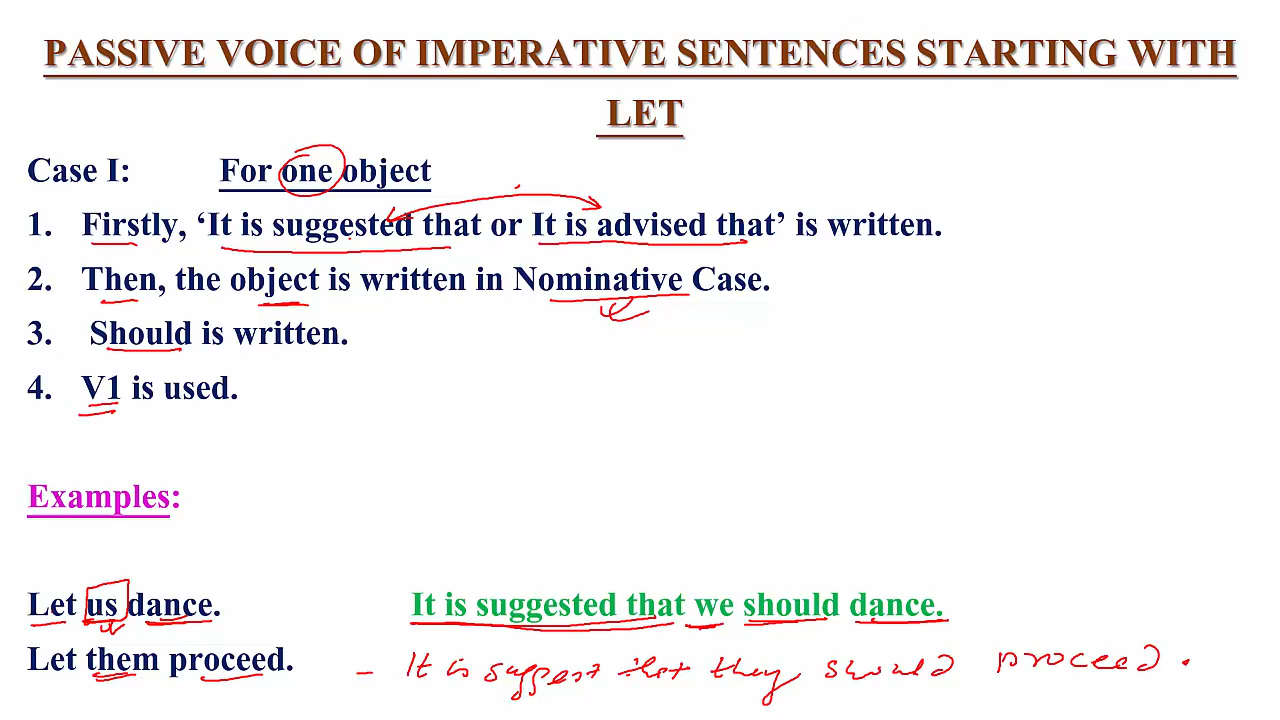 PASSIVE VOICE OF IMPERATIVE SENTENCES STARTING WITH
LET
Case I: For one object
1. Firstly, ‘It is suggested that or It is advised that’ is written.
2. Then, the object is written in Nominative Case.
3. Should is written.
4. V1 is used.
Examples:
Let us dance. It is suggested that we should dance.
Let them proceed. - It is suggest that they should proceed.